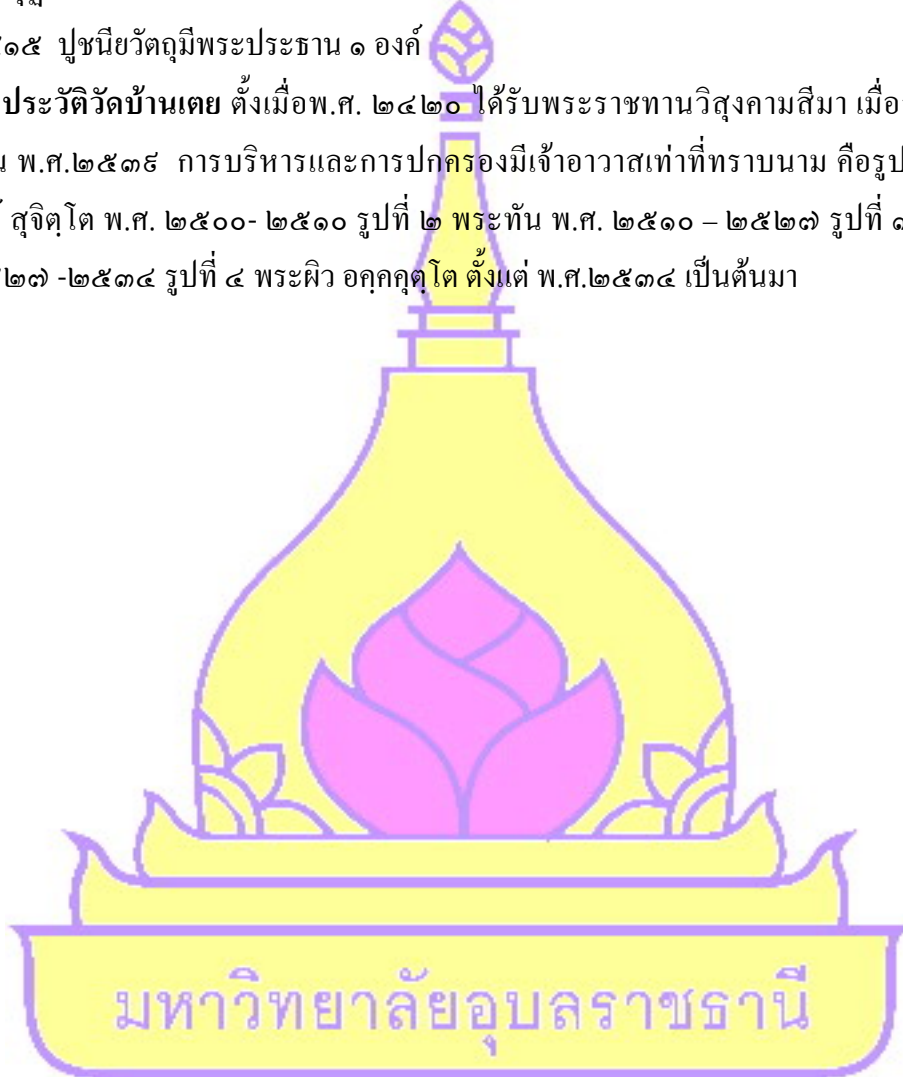 ๕๑๕ ปูชนียวัตถุมีพระประธาน ๑ องค์
ประวัติวัดบ้านเตย ตั้งเมื่อพ.ศ. ๒๔๒๐ ได้รับพระราชทานวิสุงคามสีมา เมื่อ
น พ.ศ.๒๕๓๙ การบริหารและการปกครองมีเจ้าอาวาสเท่าที่ทราบนาม คือรูป
สุจิตฺโต พ.ศ. ๒๕๐๐- ๒๕๑๐ รูปที่ ๒ พระทัน พ.ศ. ๒๕๑๐ – ๒๕๒๗ รูปที่
๒๗ -๒๕๓๔ รูปที่ ๔ พระผิว อคฺคคุตฺโต ตั้งแต่ พ.ศ.๒๕๓๔ เป็นต้นมา
มหาวิทยาลัยอุบลราชธานี